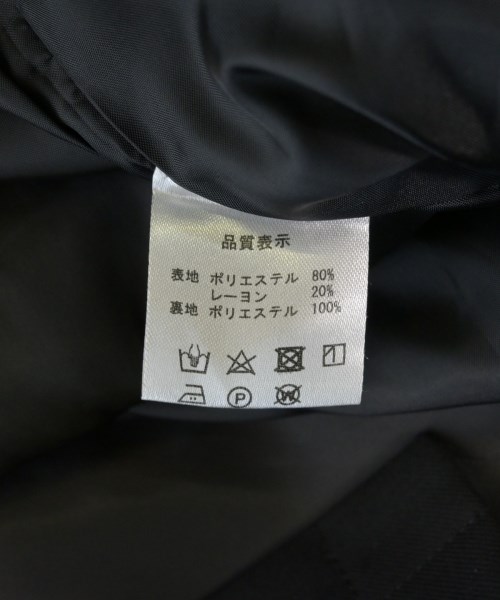 品質表示
表地 ポリエステル 80%
レーヨン 20%
裏地 ポリエステル 100%
P W